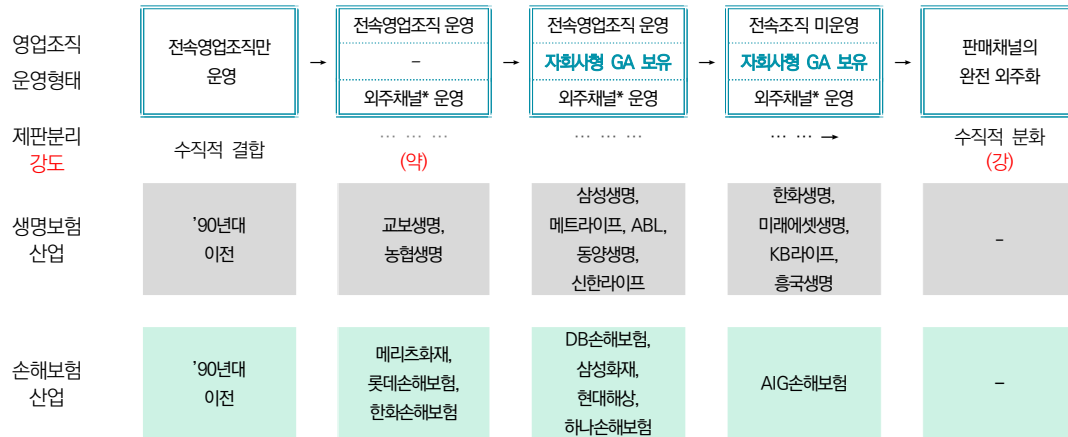 영업조직
운영형태
전속영업조직만
운영
→
전속영업조직 운영
–
외주채널* 운영
→
전속영업조직 운영
자회사형 GA 보유
외주채널* 운영
→
전속조직 미운영
자회사형 GA 보유
외주채널* 운영
→
판매채널의
완전 외주화
제판분리
강도
수직적 결합
… … …
(약)
… … …
… … →
수직적 분화
(강)
생명보험
산업
’90년대
이전
교보생명,
농협생명
삼성생명,
메트라이프, ABL,
동양생명,
신한라이프
한화생명,
미래에셋생명,
KB라이프,
흥국생명
–
손해보험
산업
’90년대
이전
메리츠화재,
롯데손해보험,
한화손해보험
DB손해보험,
삼성화재,
현대해상,
하나손해보험
AIG손해보험
–